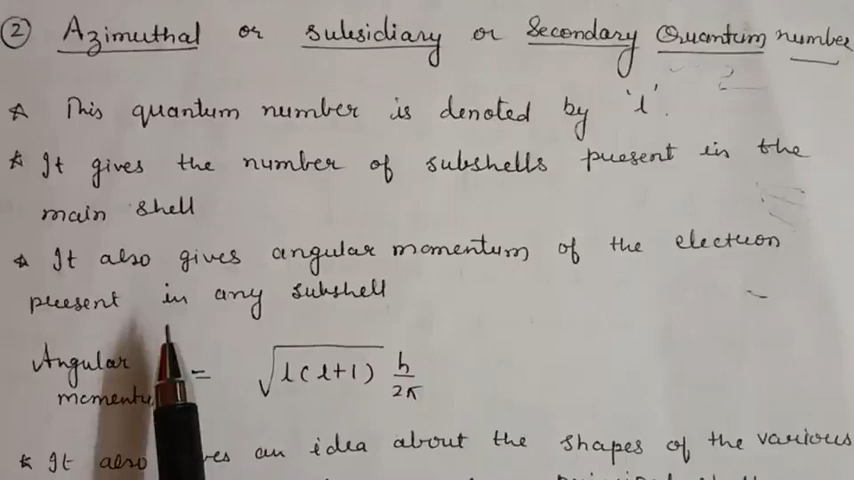 ② Azimuthal or subsidiary or Secondary Quantum number
* This quantum number is denoted by 'l'.
* It gives the number of subshells present in the
main shell
* It also gives angular momentum of the electron
present in any subshell
Angular = √l(l+1) h/2π
momentu
* It also an idea about the shapes of the various